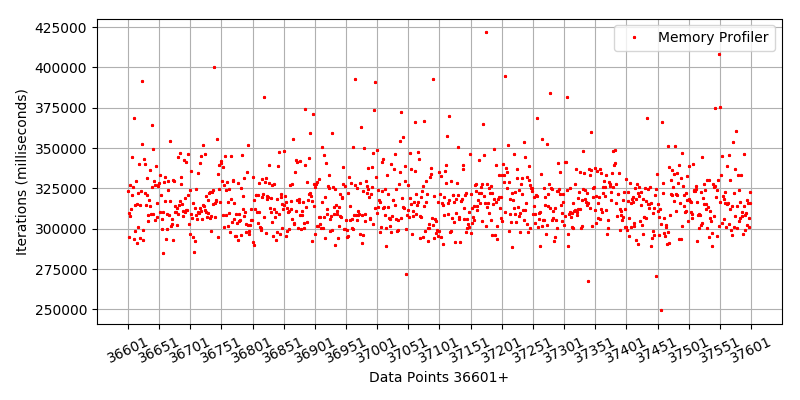 425000
400000
375000
350000
325000
300000
275000
250000
Iterations (milliseconds)
Memory Profiler
36601 36651 36701 36751 36801 36851 36901 36951 37001 37051 37101 37151 37201 37251 37301 37351 37401 37451 37501 37551 37601
Data Points 36601+